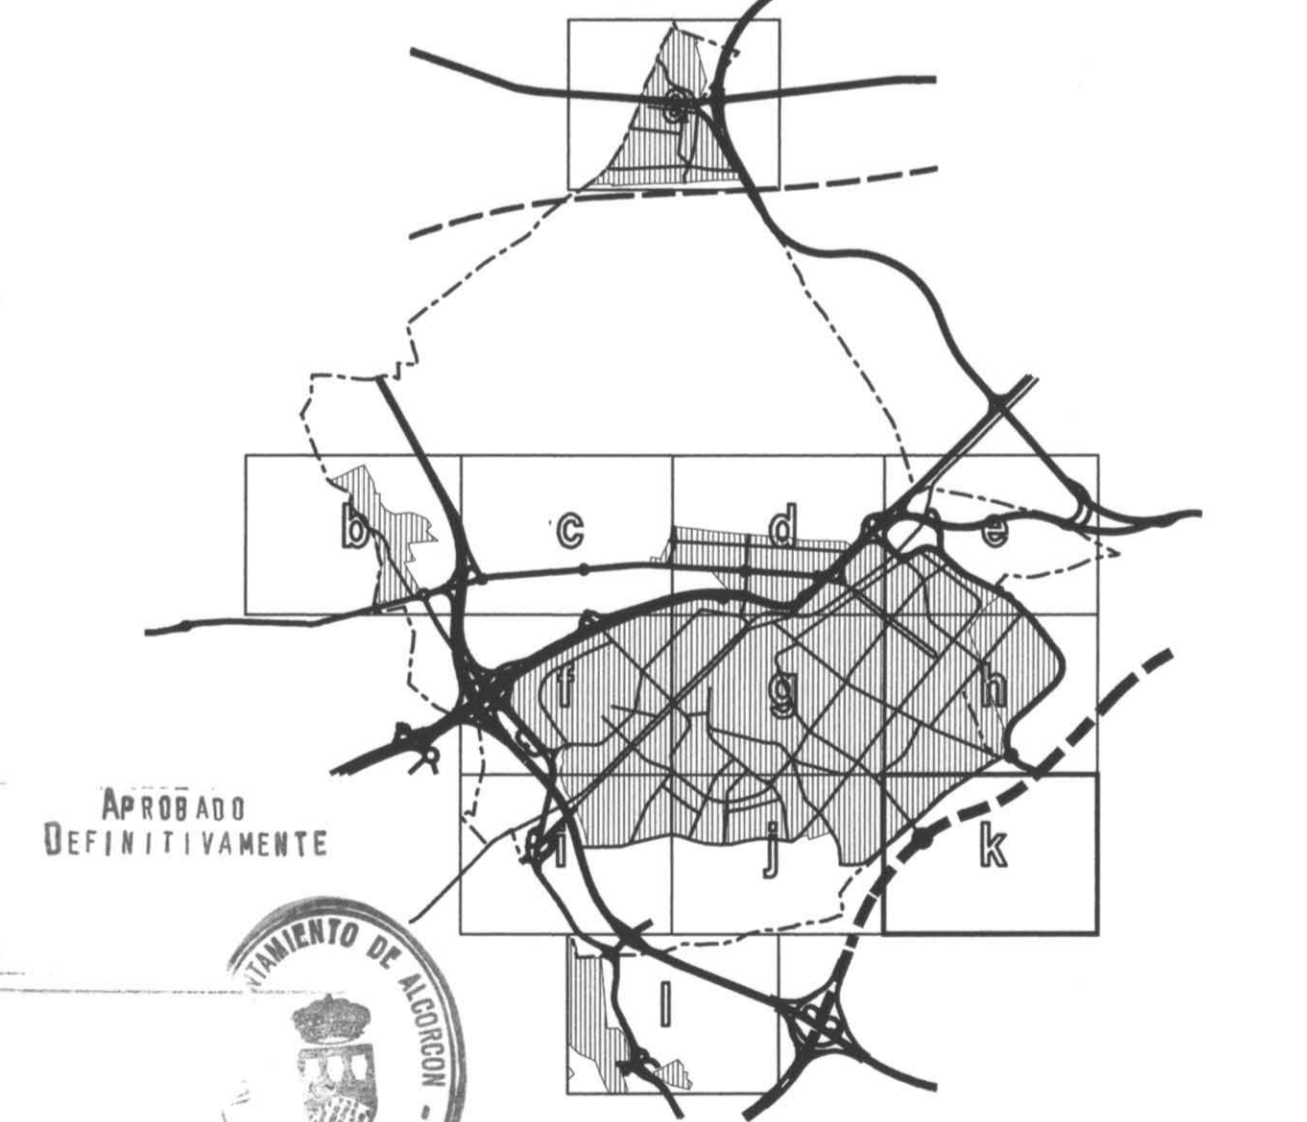 a
b
c
d
e
f
g
h
i
j
k
l
APROBADO
DEFINITIVAMENTE
NTAMIENTO DE ALCORCON -